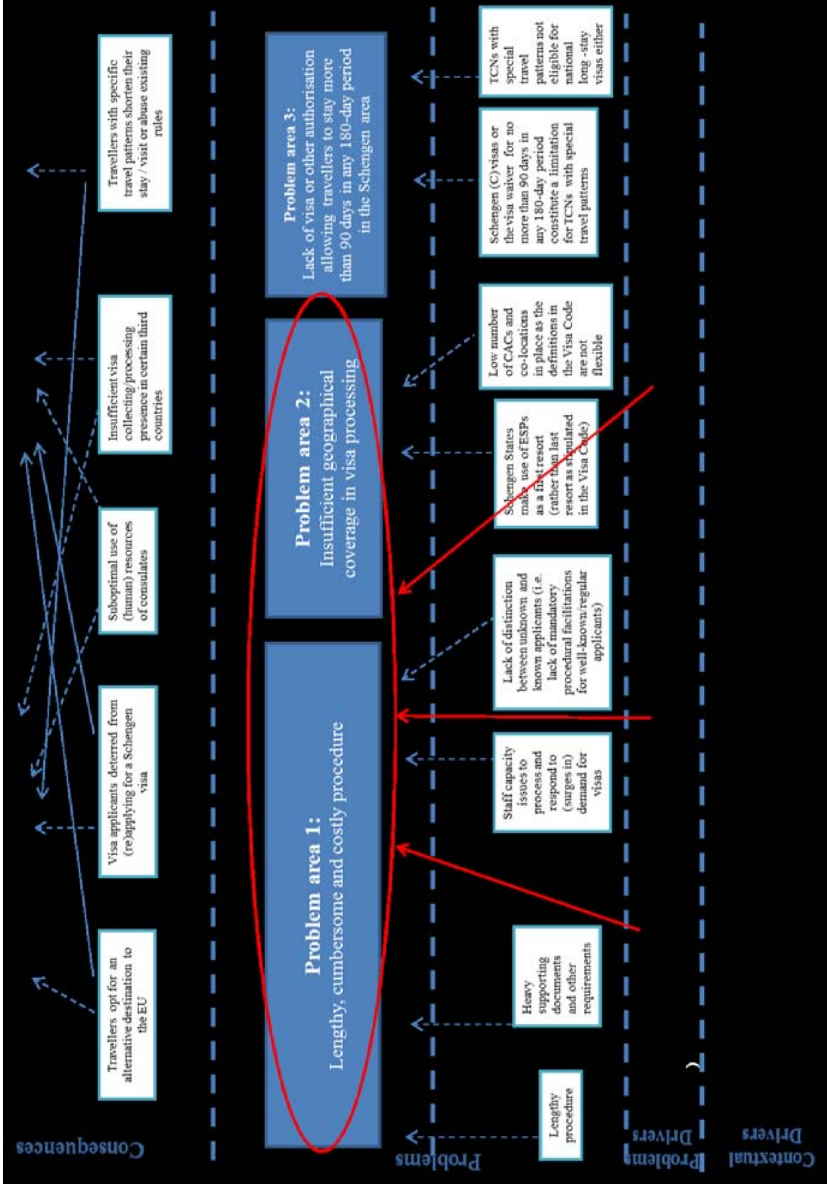 Consequences
Travellers opt for an
alternative destination to
the EU
Visa applicants deterred from
(re)applying for a Schengen
visa
Suboptimal use of
(human) resources
of consulates
Insufficient visa
collecting/processing
presence in certain third
countries
Travellers with specific
travel patterns shorten their
stay / visit or abuse existing
rules
Problem area 1:
Lengthy, cumbersome and costly procedure
Problem area 2:
Insufficient geographical
coverage in visa processing
Problem area 3:
Lack of visa or other authorisation
allowing travellers to stay more
than 90 days in any 180-day period
in the Schengen area
Problems
Lengthy
procedure
Heavy
supporting
documents
and other
requirements
Staff capacity
issues to
process and
respond to
(surges in)
demand for
visas
Lack of distinction
between unknown and
known applicants (i.e.
lack of mandatory
procedural facilitations
for well-known/regular
applicants)
Schengen States
make use of ESPs
as a first resort
(rather than last
resort as stipulated
in the Visa Code)
Low number
of CACs and
co-locations
in place as the
definitions in
the Visa Code
are not
flexible
Schengen (C) visas or
the visa waiver for no
more than 90 days in
any 180-day period
constitute a limitation
for TCNs with special
travel patterns
TCNs with
special
travel
patterns not
eligible for
national
long -stay
visas either
Problems
Drivers
)
Contextual
Drivers